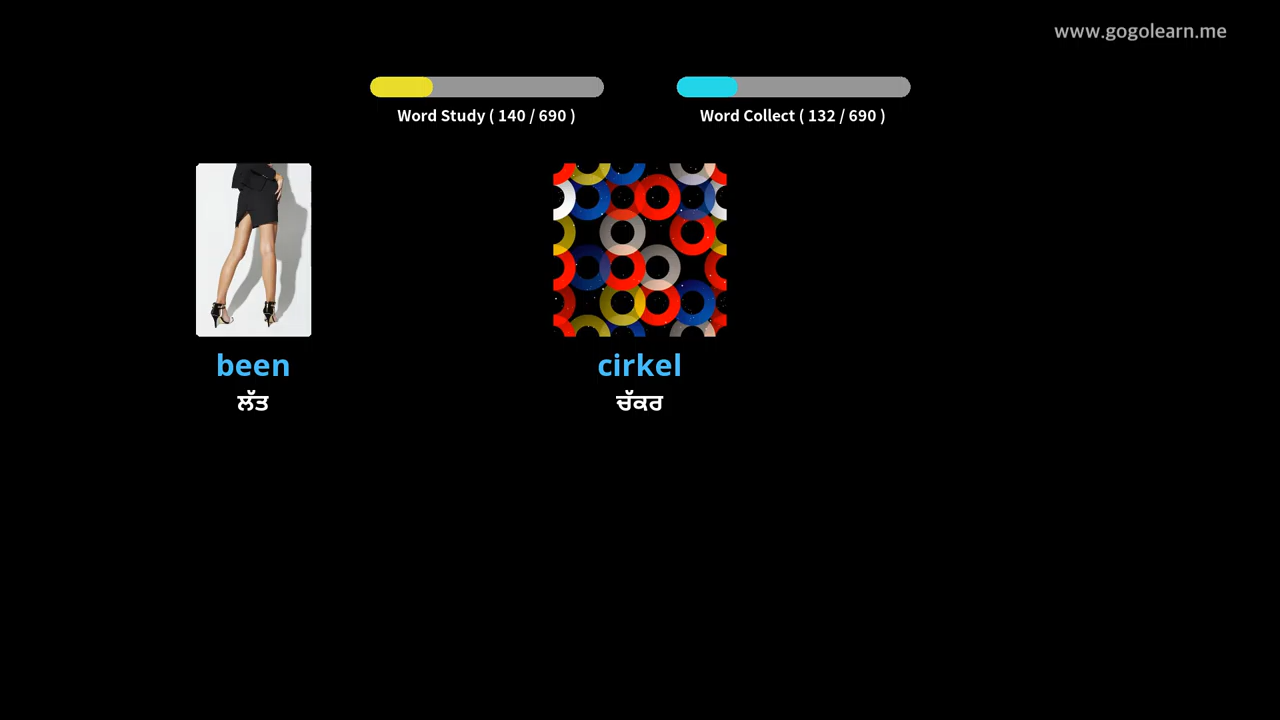 www.gogolearn.me
Word Study ( 140 / 690 )
Word Collect ( 132 / 690 )
been
ਲੱਤ
cirkel
ਚੱਕਰ